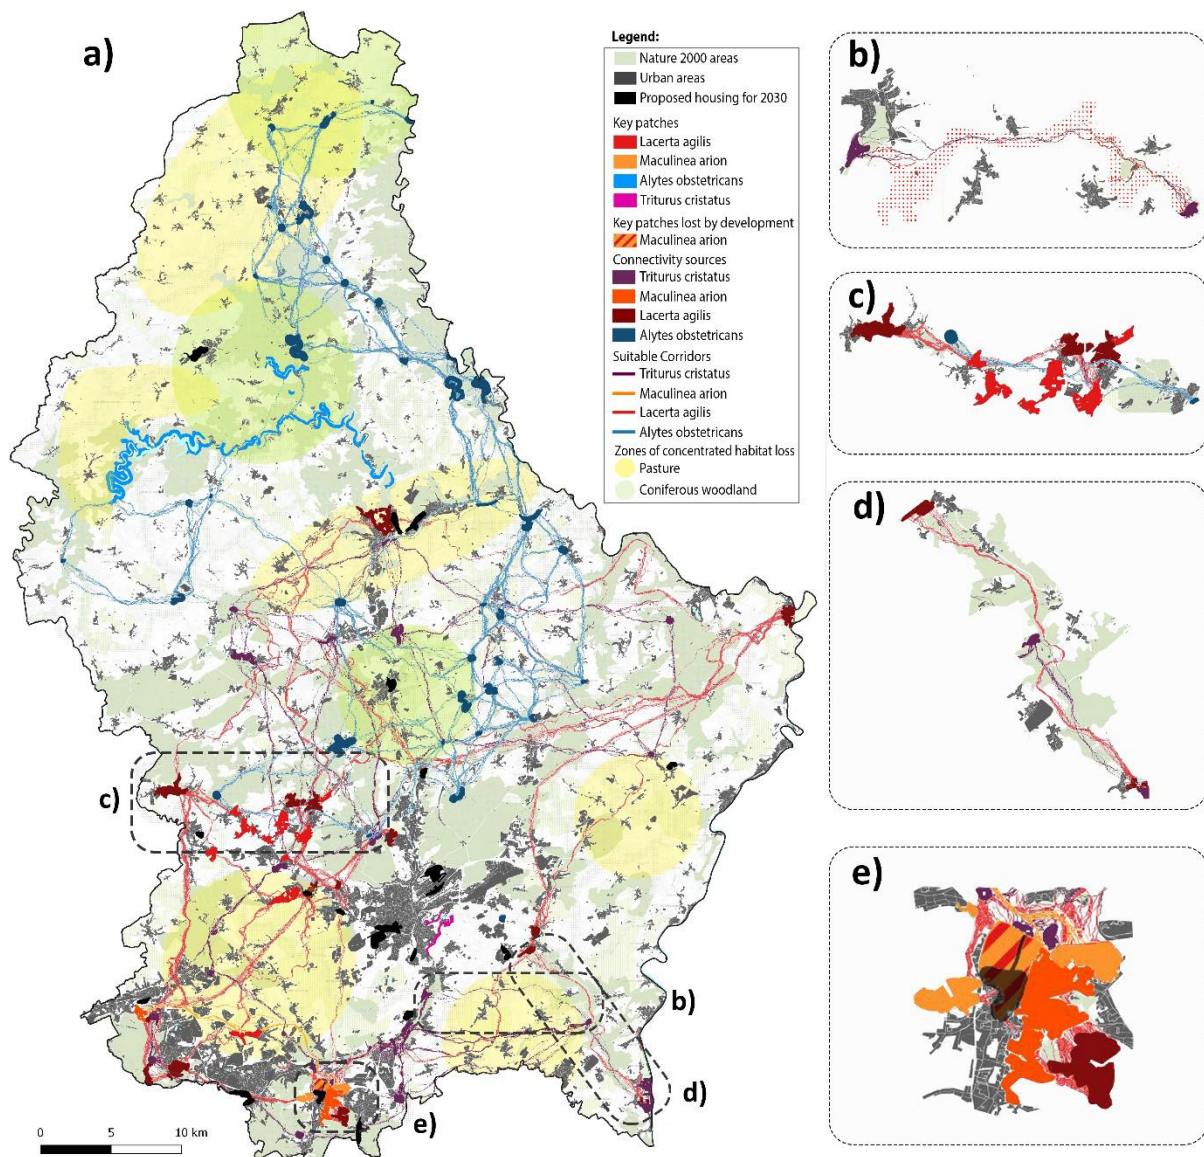 a)
Legend:
Nature 2000 areas
Urban areas
Proposed housing for 2030
Key patches
Lacerta agilis
Maculinea arion
Alytes obstetricans
Triturus cristatus
Key patches lost by development
Maculinea arion
Connectivity sources
Triturus cristatus
Maculinea arion
Lacerta agilis
Alytes obstetricans
Suitable Corridors
Triturus cristatus
Maculinea arion
Lacerta agilis
Alytes obstetricans
Zones of concentrated habitat loss
Pasture
Coniferous woodland
c)
b)
d)
e)
0 5 10 km
b)
c)
d)
e)